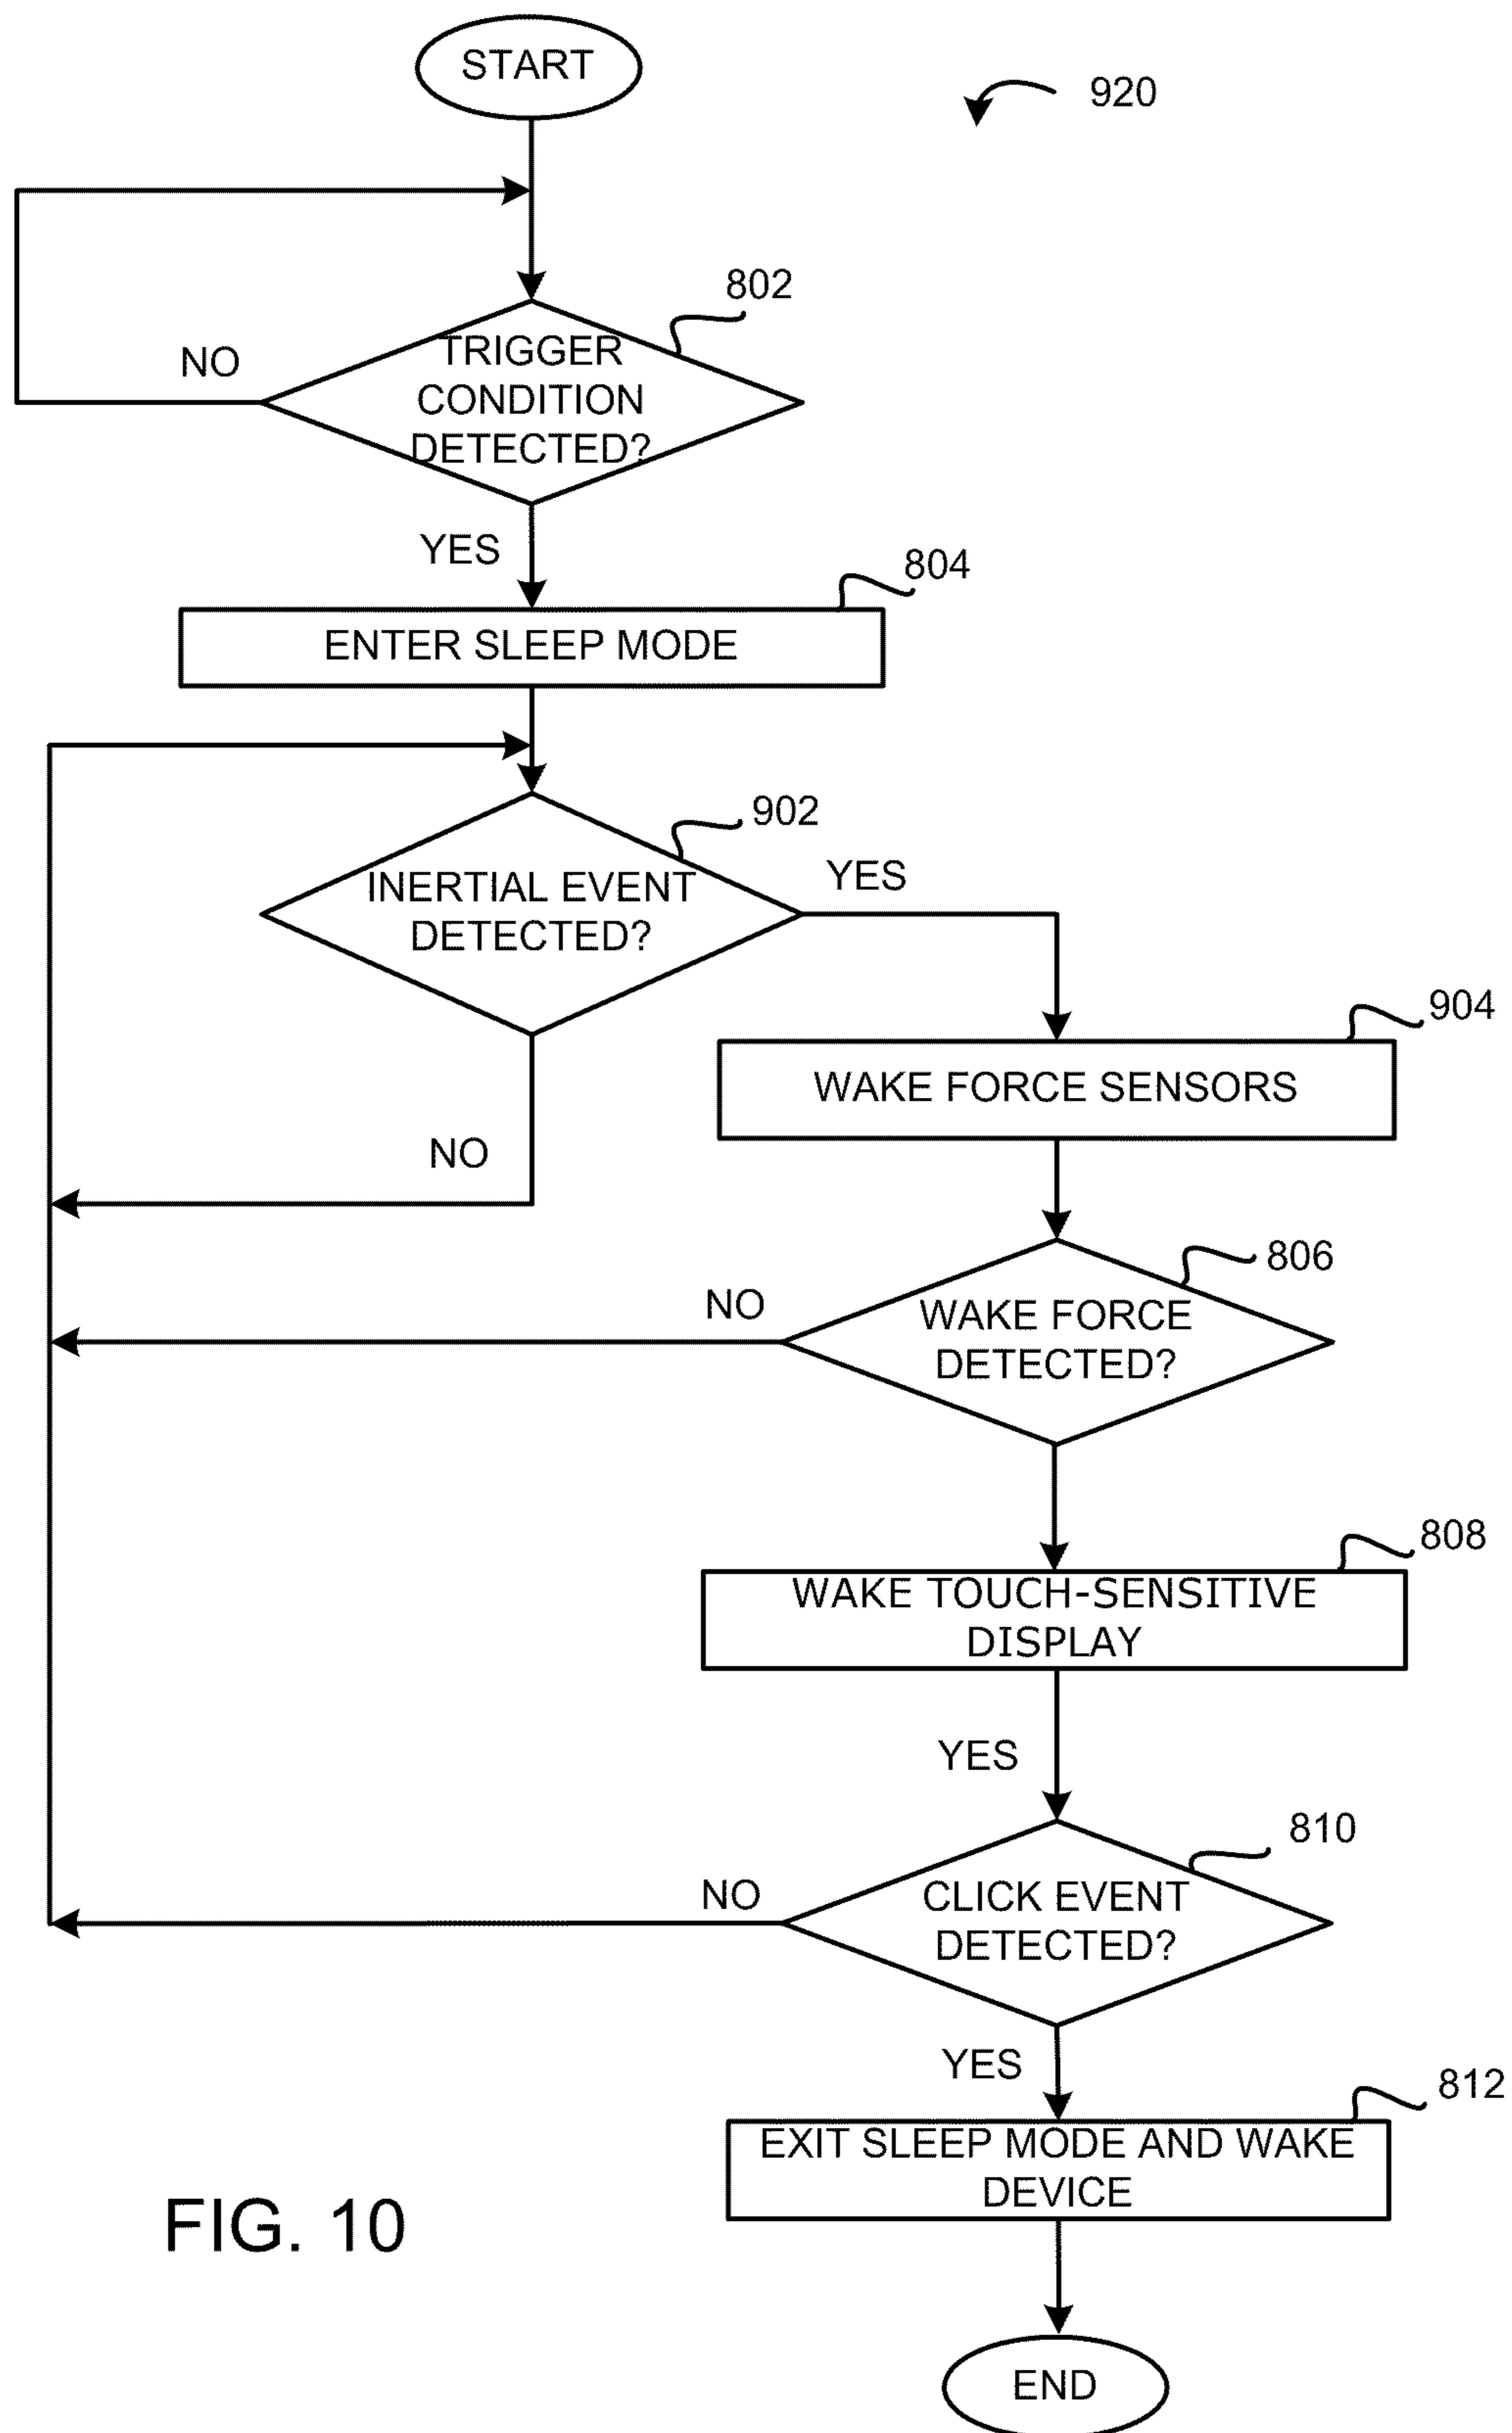 START
920
802
TRIGGER
CONDITION
DETECTED?
NO
YES
804
ENTER SLEEP MODE
902
INERTIAL EVENT
DETECTED?
YES
904
WAKE FORCE SENSORS
NO
806
WAKE FORCE
DETECTED?
NO
808
WAKE TOUCH-SENSITIVE
DISPLAY
YES
810
CLICK EVENT
DETECTED?
NO
YES
812
EXIT SLEEP MODE AND WAKE
DEVICE
FIG. 10
END